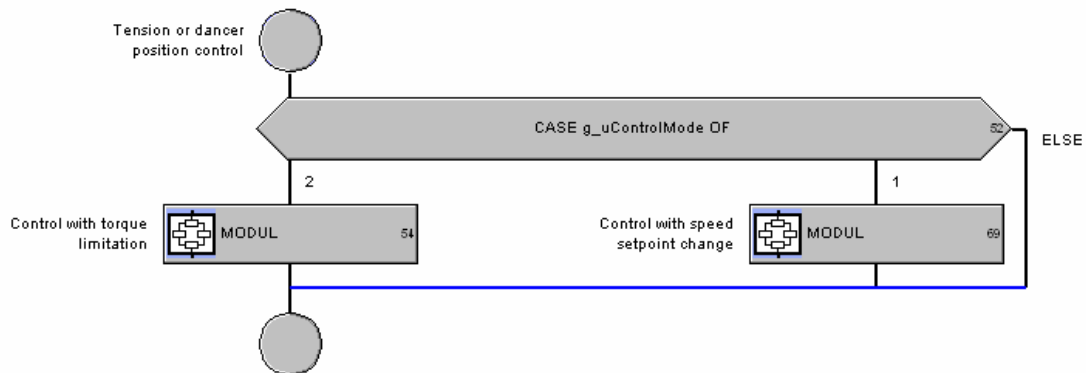 Tension or dancer
position control
CASE g_uControlMode OF
52
ELSE
2
1
Control with torque
limitation
MODUL
54
Control with speed
setpoint change
MODUL
69